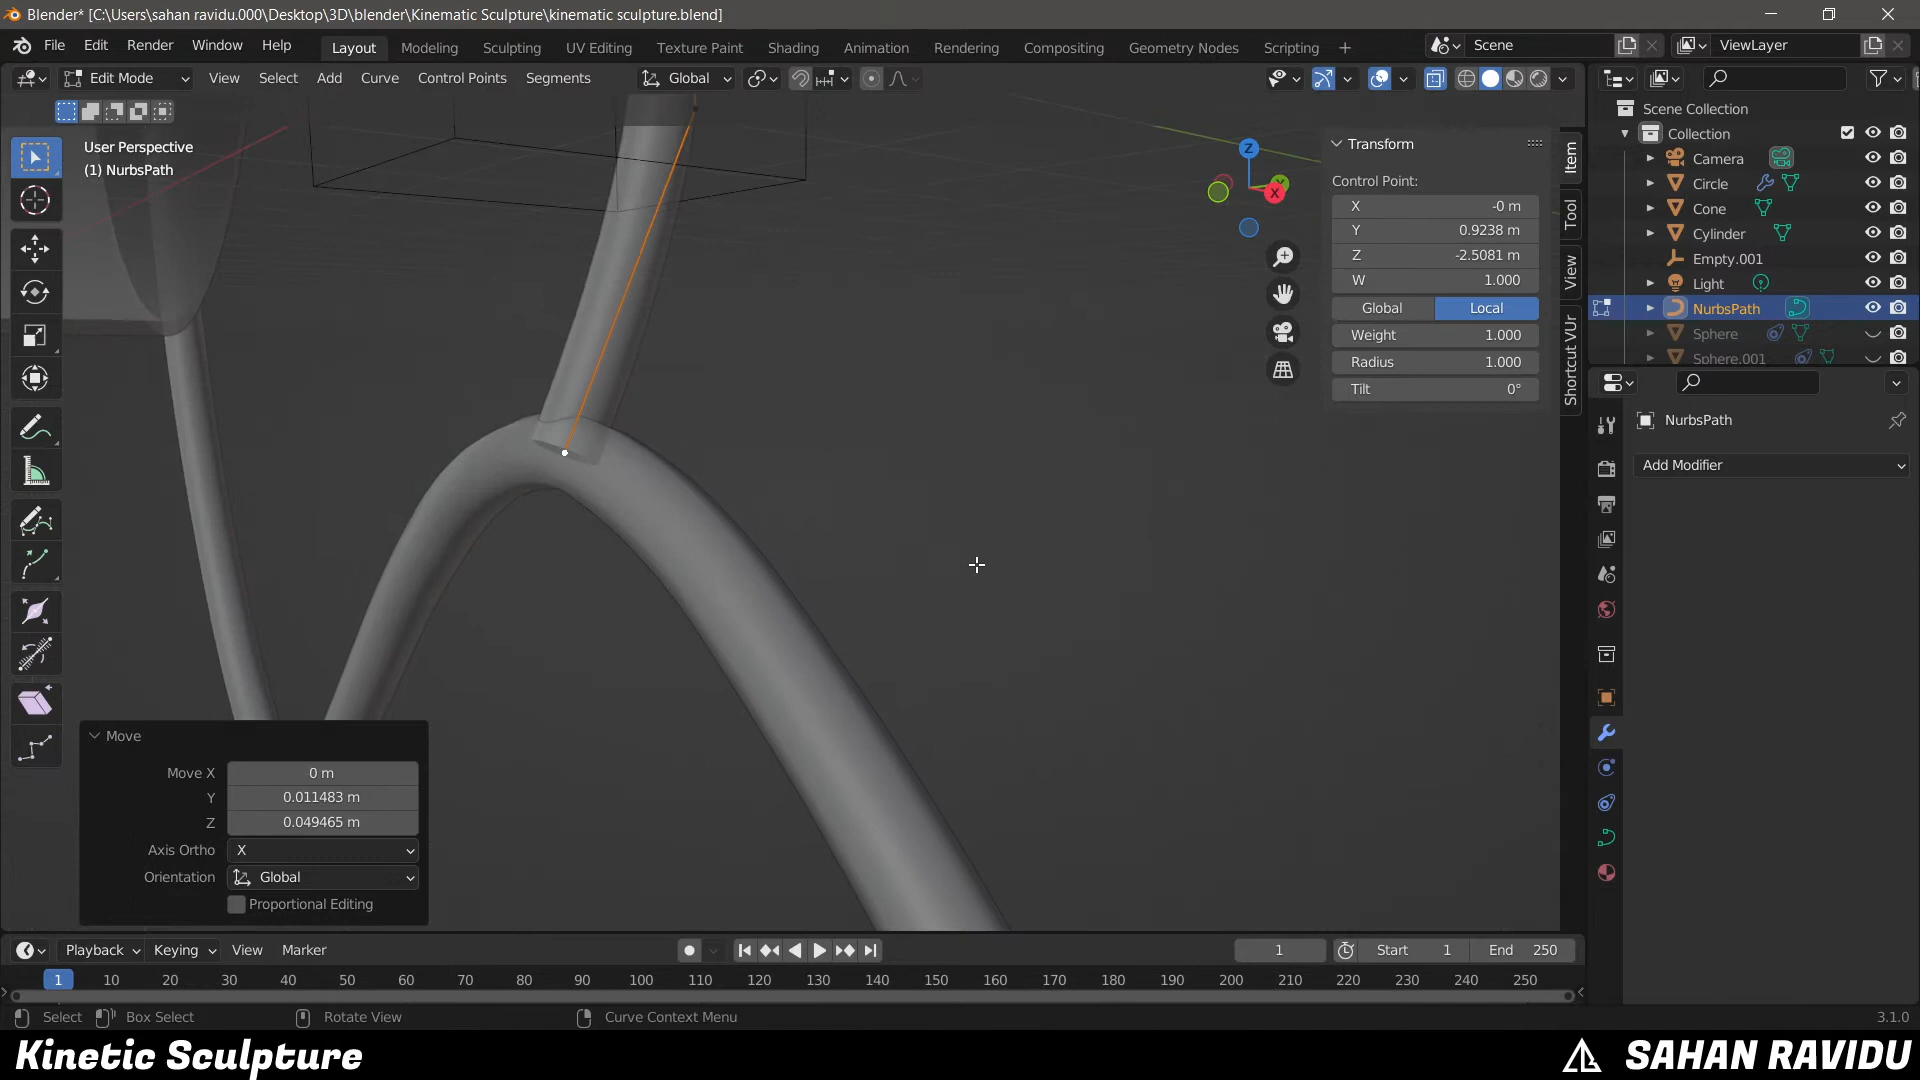 Blender* [C:\Users\sahan ravidu.000\Desktop\3D\blender\Kinematic Sculpture\kinematic sculpture.blend]
File Edit Render Window Help Layout Modeling Sculpting UV Editing Texture Paint Shading Animation Rendering Compositing Geometry Nodes Scripting + Scene ViewLayer
Edit Mode View Select Add Curve Control Points Segments Global
User Perspective
(1) NurbsPath
Z
X
Transform
Control Point:
X -0 m
Y 0.9238 m
Z -2.5081 m
W 1.000
Global Local
Weight 1.000
Radius 1.000
Tilt 0°
Item
Tool
View
Shortcut VUr
Scene Collection
Collection
Camera
Circle
Cone
Cylinder
Empty.001
Light
NurbsPath
Sphere
Sphere.001
NurbsPath
Add Modifier
Move
Move X 0 m
Y 0.011483 m
Z 0.049465 m
Axis Ortho X
Orientation Global
Proportional Editing
Playback Keying View Marker 1 Start 1 End 250
1 10 20 30 40 50 60 70 80 90 100 110 120 130 140 150 160 170 180 190 200 210 220 230 240 250
Select Box Select Rotate View Curve Context Menu 3.1.0
Kinetic Sculpture SAHAN RAVIDU